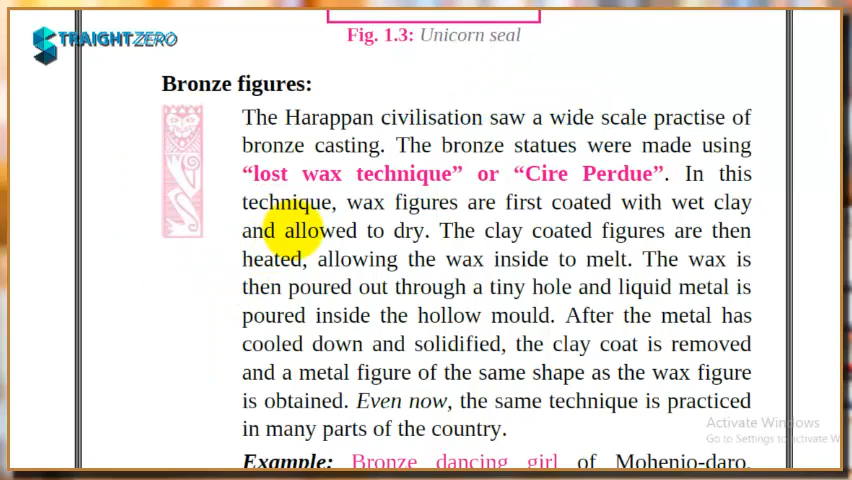 STRAIGHTZERO
Fig. 1.3: Unicorn seal
Bronze figures:
The Harappan civilisation saw a wide scale practise of
bronze casting. The bronze statues were made using
“lost wax technique” or “Cire Perdue”. In this
technique, wax figures are first coated with wet clay
and allowed to dry. The clay coated figures are then
heated, allowing the wax inside to melt. The wax is
then poured out through a tiny hole and liquid metal is
poured inside the hollow mould. After the metal has
cooled down and solidified, the clay coat is removed
and a metal figure of the same shape as the wax figure
is obtained. Even now, the same technique is practiced
in many parts of the country.
Example: Bronze dancing girl of Mohenjo-daro,
Activate Windows
Go to Settings to activate W